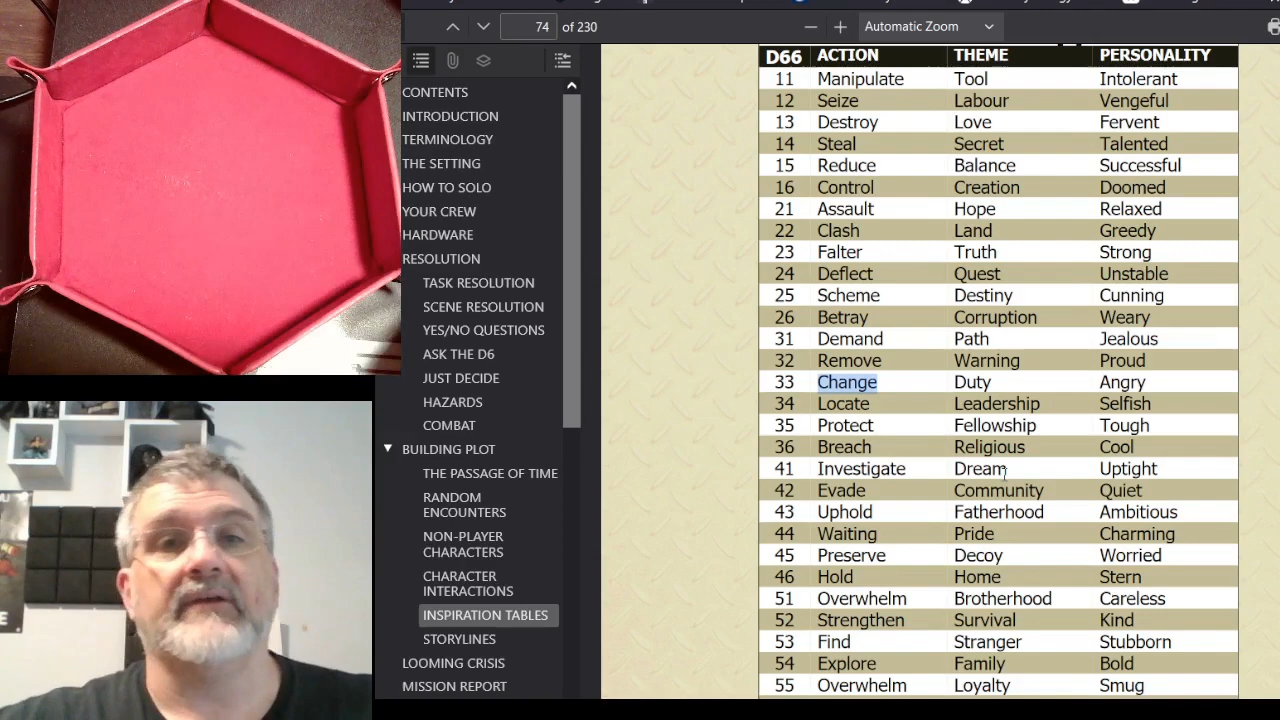 74 of 230
Automatic Zoom
CONTENTS
INTRODUCTION
TERMINOLOGY
THE SETTING
HOW TO SOLO
YOUR CREW
HARDWARE
RESOLUTION
TASK RESOLUTION
SCENE RESOLUTION
YES/NO QUESTIONS
ASK THE D6
JUST DECIDE
HAZARDS
COMBAT
BUILDING PLOT
THE PASSAGE OF TIME
RANDOM
ENCOUNTERS
NON-PLAYER
CHARACTERS
CHARACTER
INTERACTIONS
INSPIRATION TABLES
STORYLINES
LOOMING CRISIS
MISSION REPORT
D66 ACTION THEME PERSONALITY
11 Manipulate Tool Intolerant
12 Seize Labour Vengeful
13 Destroy Love Fervent
14 Steal Secret Talented
15 Reduce Balance Successful
16 Control Creation Doomed
21 Assault Hope Relaxed
22 Clash Land Greedy
23 Falter Truth Strong
24 Deflect Quest Unstable
25 Scheme Destiny Cunning
26 Betray Corruption Weary
31 Demand Path Jealous
32 Remove Warning Proud
33 Change Duty Angry
34 Locate Leadership Selfish
35 Protect Fellowship Tough
36 Breach Religious Cool
41 Investigate Dream Uptight
42 Evade Community Quiet
43 Uphold Fatherhood Ambitious
44 Waiting Pride Charming
45 Preserve Decoy Worried
46 Hold Home Stern
51 Overwhelm Brotherhood Careless
52 Strengthen Survival Kind
53 Find Stranger Stubborn
54 Explore Family Bold
55 Overwhelm Loyalty Smug